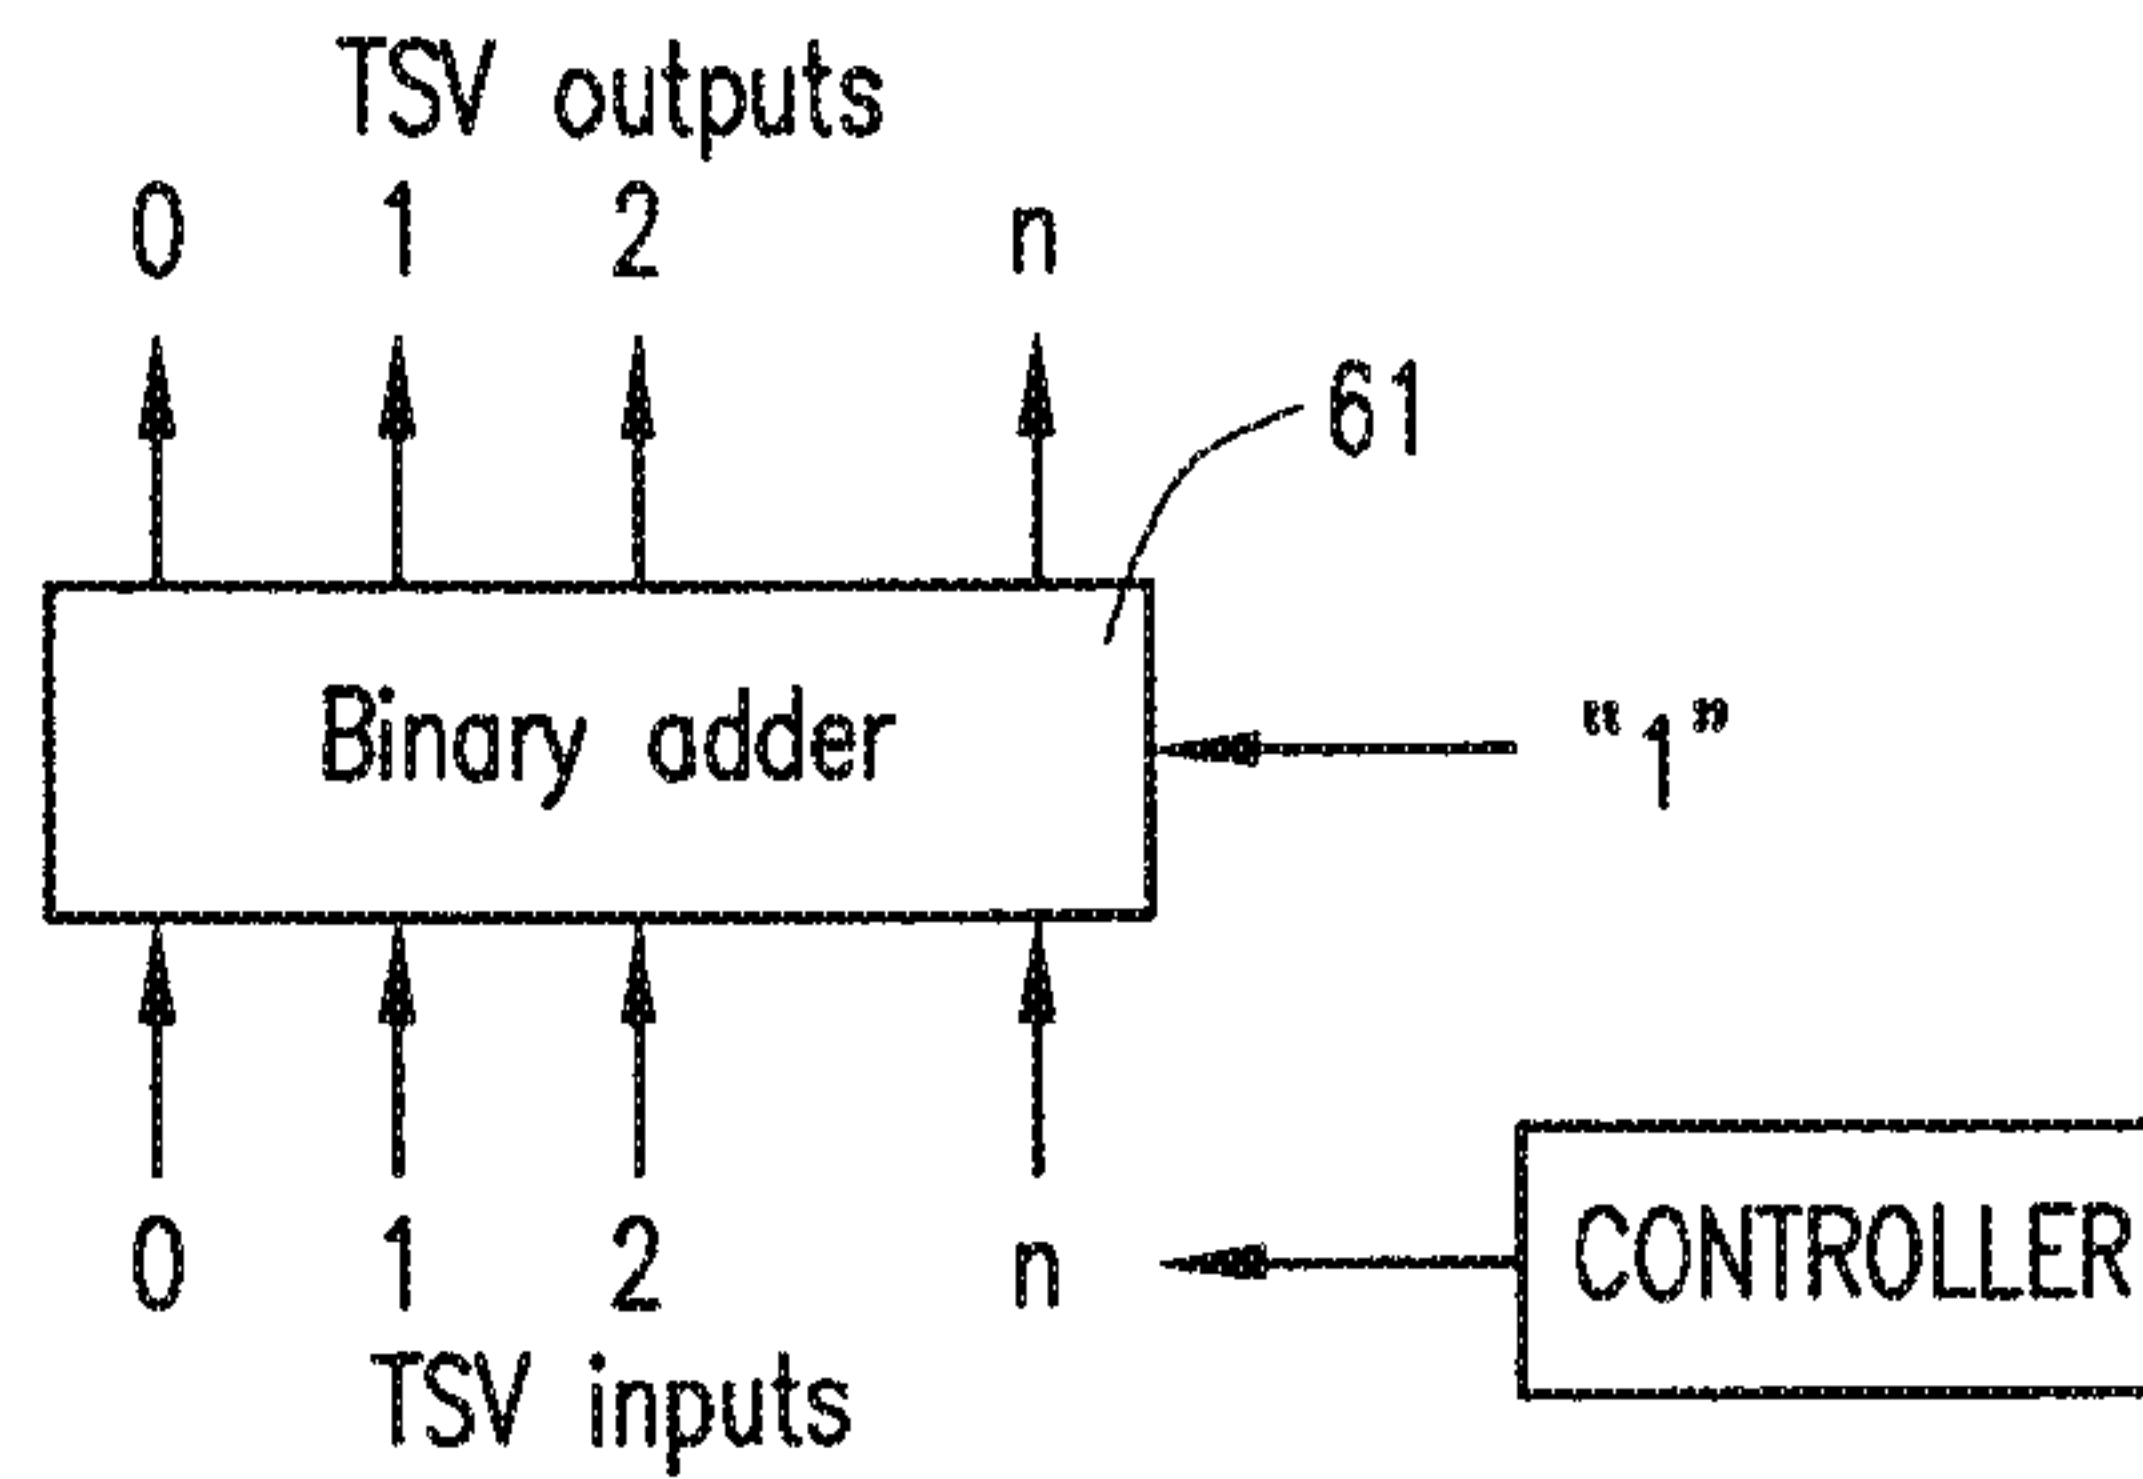 TSV outputs
0 1 2 n
61
Binary adder
“1”
0 1 2 n
CONTROLLER
TSV inputs